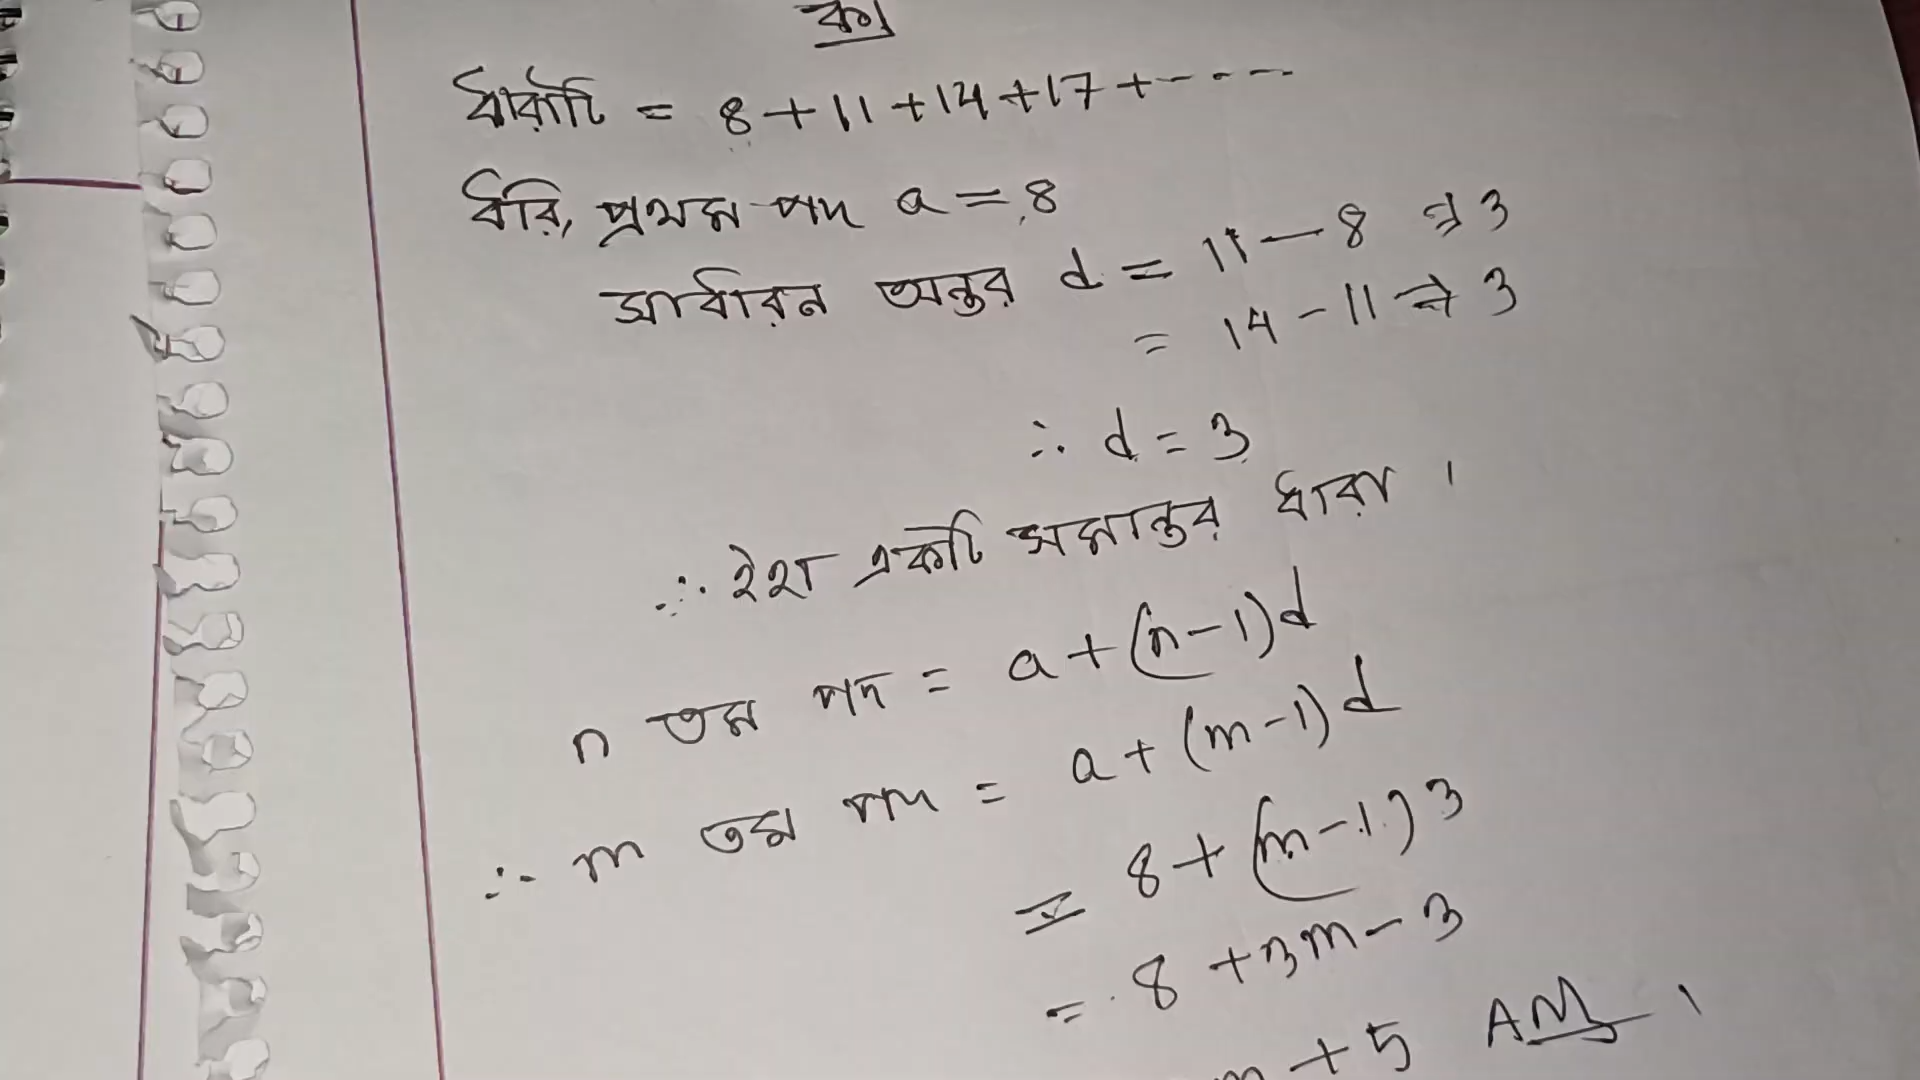 ক।
ধারাটি = 8+11+14+17+----
ধরি, প্রথম পদ a = 8
সাধারন অন্তর d = 11-8 ⇒ 3
= 14-11 ⇒ 3
∴ d = 3
∴ ইহা একটি সমান্তর ধারা।
n তম পদ = a+(n-1)d
∴ m তম পদ = a+(m-1)d
= 8+(m-1)3
= 8+3m-3
m+5 Ans।